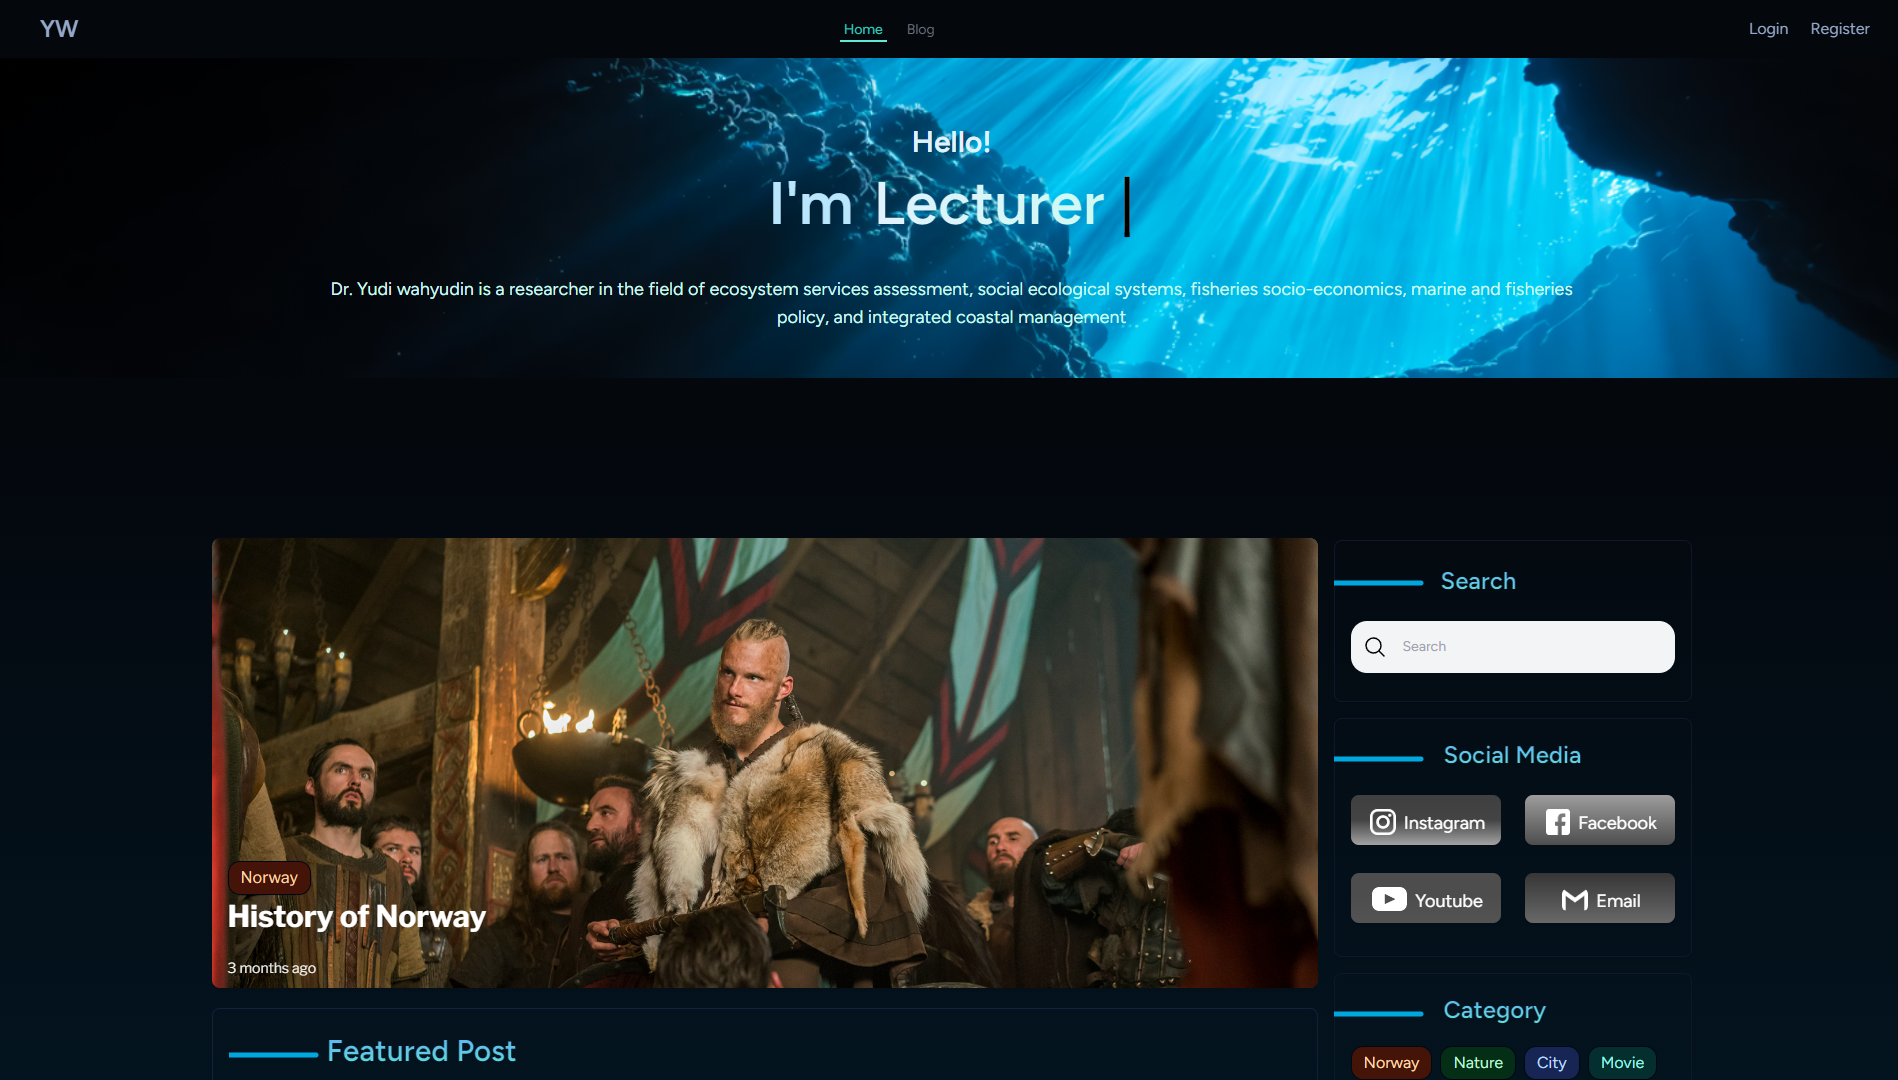 YW
Home
Blog
Login
Register
Hello!
I'm Lecturer
Dr. Yudi wahyudin is a researcher in the field of ecosystem services assessment, social ecological systems, fisheries socio-economics, marine and fisheries
policy, and integrated coastal management
Norway
History of Norway
3 months ago
Featured Post
Search
Search
Social Media
Instagram
Facebook
Youtube
Email
Category
Norway
Nature
City
Movie